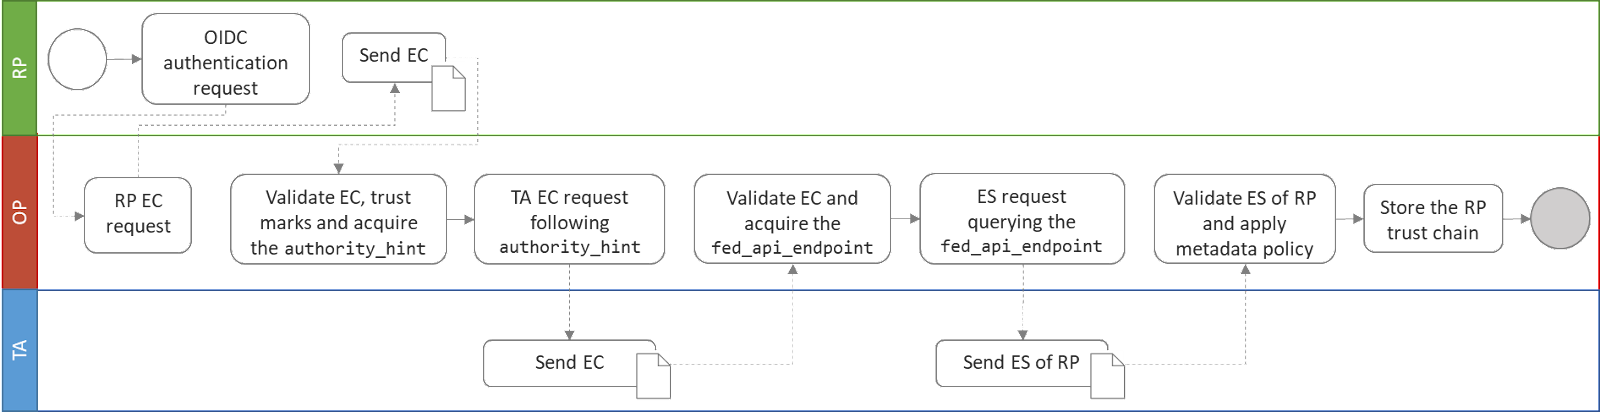 RP
OIDC
authentication
request
Send EC
OP
RP EC
request
Validate EC, trust
marks and acquire
the authority_hint
TA EC request
following
authority_hint
Validate EC and
acquire the
fed_api_endpoint
ES request
querying the
fed_api_endpoint
Validate ES of RP
and apply
metadata policy
Store the RP
trust chain
TA
Send EC
Send ES of RP